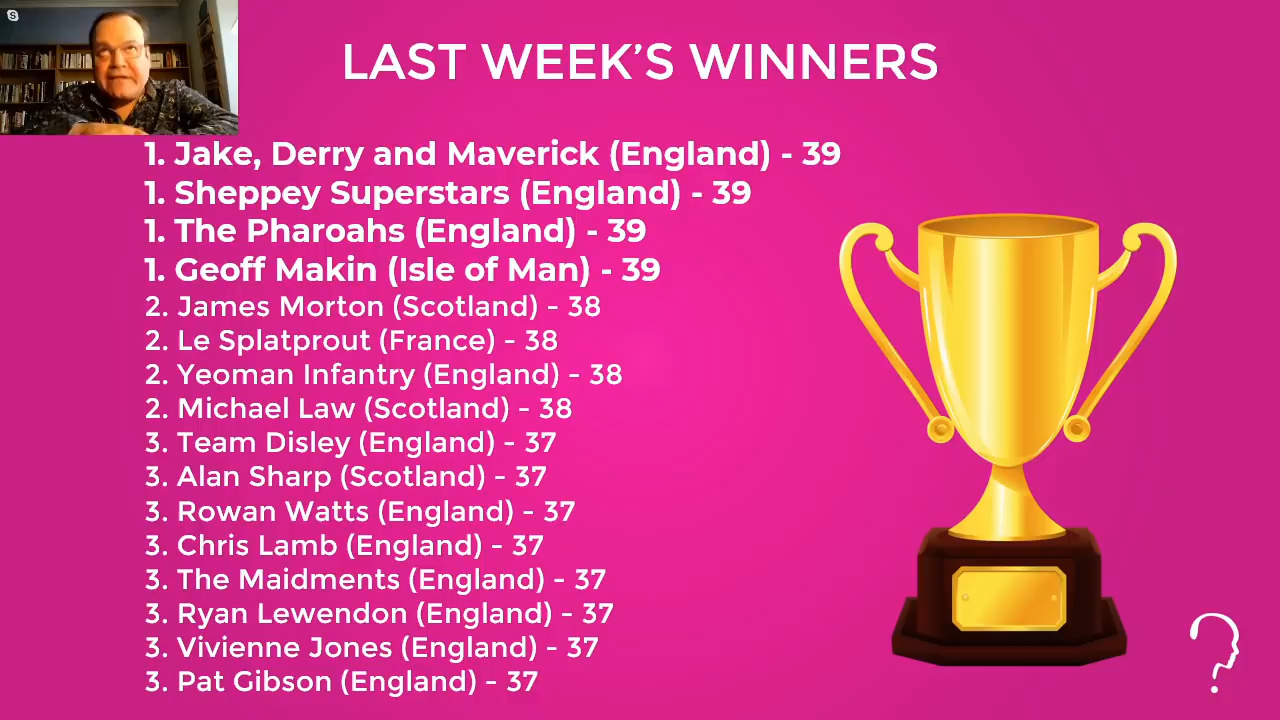 LAST WEEK'S WINNERS
1. Jake, Derry and Maverick (England) - 39
1. Sheppey Superstars (England) - 39
1. The Pharoahs (England) - 39
1. Geoff Makin (Isle of Man) - 39
2. James Morton (Scotland) - 38
2. Le Splatprout (France) - 38
2. Yeoman Infantry (England) - 38
2. Michael Law (Scotland) - 38
3. Team Disley (England) - 37
3. Alan Sharp (Scotland) - 37
3. Rowan Watts (England) - 37
3. Chris Lamb (England) - 37
3. The Maidments (England) - 37
3. Ryan Lewendon (England) - 37
3. Vivienne Jones (England) - 37
3. Pat Gibson (England) - 37